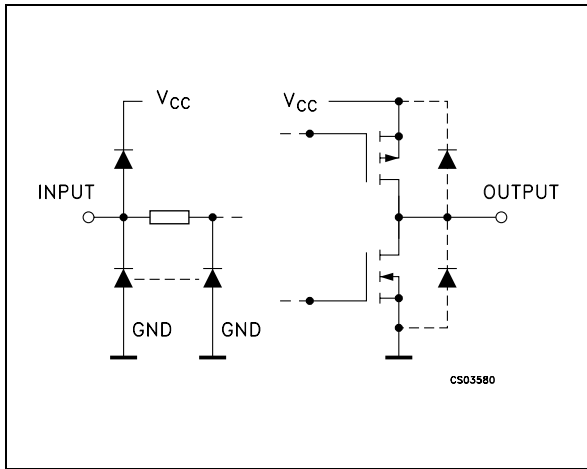 VCC
VCC
INPUT
OUTPUT
GND
GND
CS03580